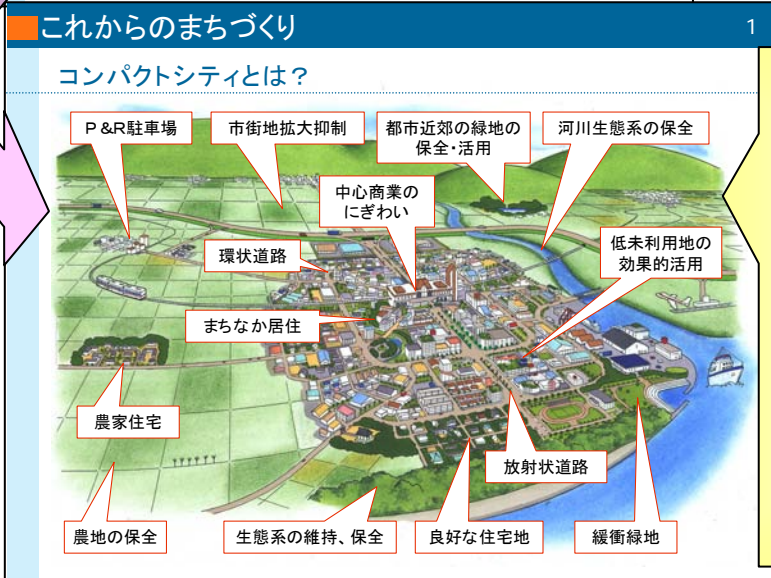 これからのまちづくり
1
コンパクトシティとは？
P&R駐車場
市街地拡大抑制
都市近郊の緑地の
保全・活用
河川生態系の保全
中心商業の
にぎわい
低未利用地の
効果的活用
環状道路
まちなか居住
農家住宅
放射状道路
農地の保全
生態系の維持、保全
良好な住宅地
緩衝緑地